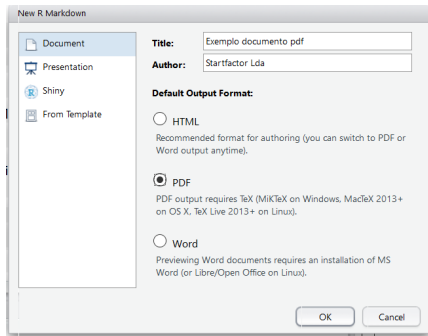 New R Markdown
Document
Presentation
R Shiny
From Template
Title: Exemplo documento pdf
Author: Startfactor Lda
Default Output Format:
HTML
Recommended format for authoring (you can switch to PDF or
Word output anytime).
PDF
PDF output requires TeX (MiKTeX on Windows, MacTeX 2013+
on OS X, TeX Live 2013+ on Linux).
Word
Previewing Word documents requires an installation of MS
Word (or Libre/Open Office on Linux).
OK Cancel